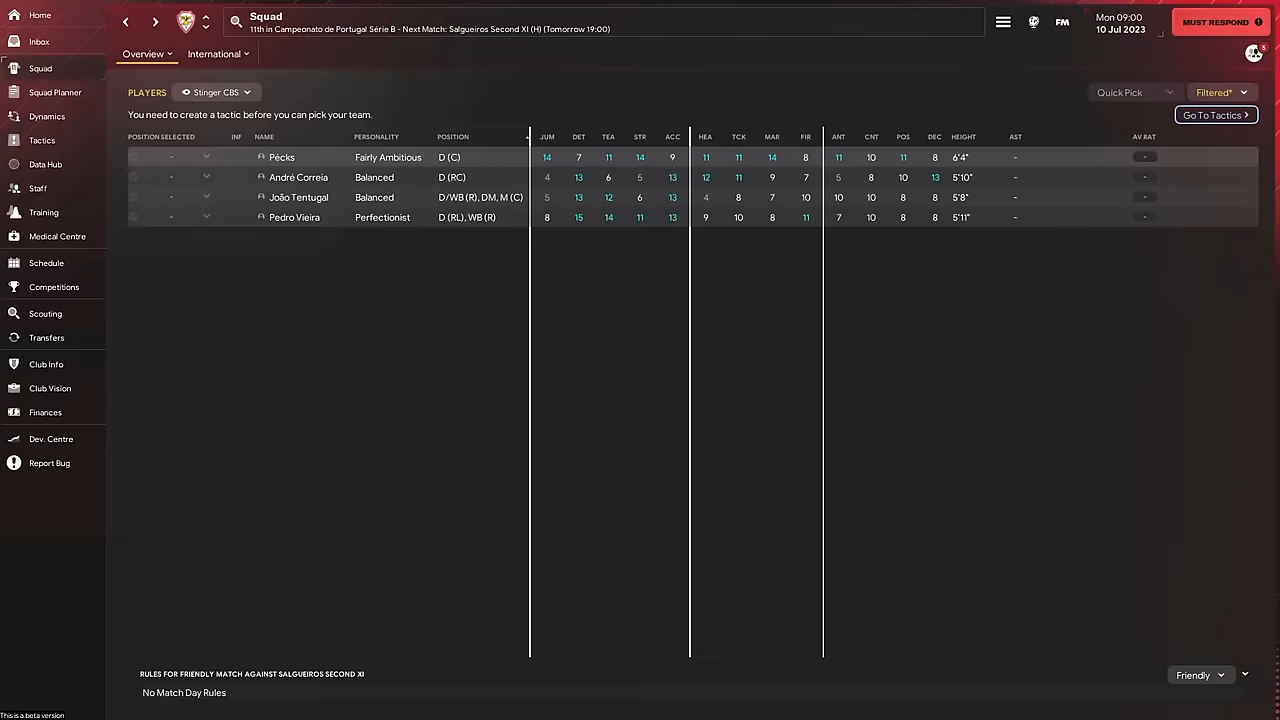 Home
Inbox
Squad
Squad Planner
Dynamics
Tactics
Data Hub
Staff
Training
Medical Centre
Schedule
Competitions
Scouting
Transfers
Club Info
Club Vision
Finances
Dev. Centre
Report Bug
This is a beta version
Squad
11th in Campeonato de Portugal Série B - Next Match: Salgueiros Second XI (H) (Tomorrow 19:00)
FM
Mon 09:00
10 Jul 2023
MUST RESPOND
5
Overview International
PLAYERS Stinger CBS Quick Pick Filtered*
You need to create a tactic before you can pick your team. Go To Tactics
POSITION SELECTED INF NAME PERSONALITY POSITION JUM DET TEA STR ACC HEA TCK MAR FIR ANT CNT POS DEC HEIGHT AST AV RAT
- Pécks Fairly Ambitious D (C) 14 7 11 14 9 11 11 14 8 11 10 11 8 6'4" - -
- André Correia Balanced D (RC) 4 13 6 5 13 12 11 9 7 5 8 10 13 5'10" - -
- João Tentugal Balanced D/WB (R), DM, M (C) 5 13 12 6 13 4 8 7 10 10 10 8 8 5'8" - -
- Pedro Vieira Perfectionist D (RL), WB (R) 8 15 14 11 13 9 10 8 11 7 10 8 8 5'11" - -
RULES FOR FRIENDLY MATCH AGAINST SALGUEIROS SECOND XI
Friendly
No Match Day Rules